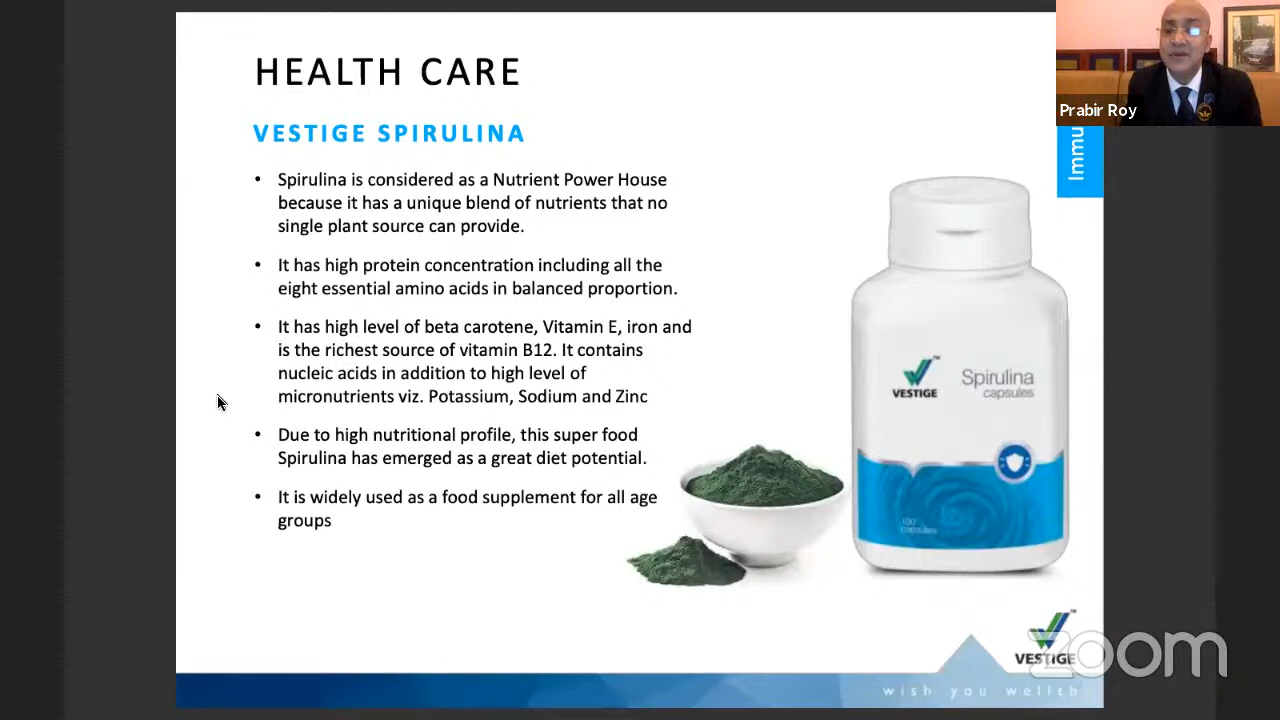 HEALTH CARE
Prabir Roy
VESTIGE SPIRULINA
Immu
• Spirulina is considered as a Nutrient Power House
because it has a unique blend of nutrients that no
single plant source can provide.
• It has high protein concentration including all the
eight essential amino acids in balanced proportion.
• It has high level of beta carotene, Vitamin E, iron and
is the richest source of vitamin B12. It contains
nucleic acids in addition to high level of
micronutrients viz. Potassium, Sodium and Zinc
• Due to high nutritional profile, this super food
Spirulina has emerged as a great diet potential.
• It is widely used as a food supplement for all age
groups
VESTIGE
Spirulina
capsules
100
capsules
VESTIGE
zoom
wish you wellth